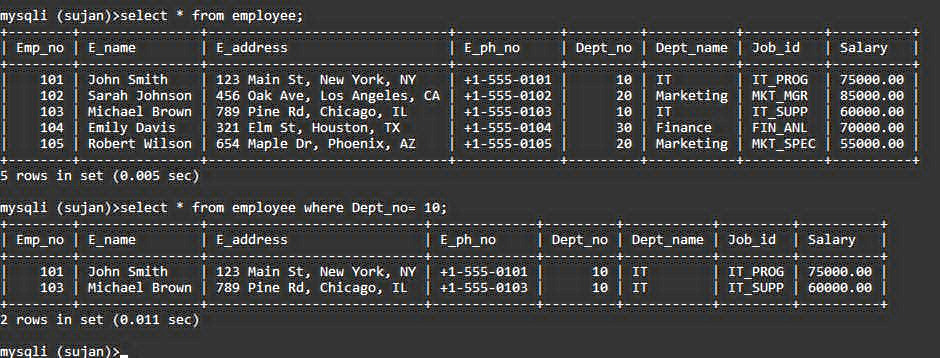 mysqli (sujan)>select * from employee;
+--------+----------------+------------------------------+-------------+---------+-----------+----------+----------+
| Emp_no | E_name         | E_address                    | E_ph_no     | Dept_no | Dept_name | Job_id   | Salary   |
+--------+----------------+------------------------------+-------------+---------+-----------+----------+----------+
|    101 | John Smith     | 123 Main St, New York, NY    | +1-555-0101 |      10 | IT        | IT_PROG  | 75000.00 |
|    102 | Sarah Johnson  | 456 Oak Ave, Los Angeles, CA | +1-555-0102 |      20 | Marketing | MKT_MGR  | 85000.00 |
|    103 | Michael Brown  | 789 Pine Rd, Chicago, IL     | +1-555-0103 |      10 | IT        | IT_SUPP  | 60000.00 |
|    104 | Emily Davis    | 321 Elm St, Houston, TX      | +1-555-0104 |      30 | Finance   | FIN_ANL  | 70000.00 |
|    105 | Robert Wilson  | 654 Maple Dr, Phoenix, AZ    | +1-555-0105 |      20 | Marketing | MKT_SPEC | 55000.00 |
+--------+----------------+------------------------------+-------------+---------+-----------+----------+----------+
5 rows in set (0.005 sec)
mysqli (sujan)>select * from employee where Dept_no= 10;
+--------+----------------+---------------------------+-------------+---------+-----------+---------+----------+
| Emp_no | E_name         | E_address                 | E_ph_no     | Dept_no | Dept_name | Job_id  | Salary   |
+--------+----------------+---------------------------+-------------+---------+-----------+---------+----------+
|    101 | John Smith     | 123 Main St, New York, NY | +1-555-0101 |      10 | IT        | IT_PROG | 75000.00 |
|    103 | Michael Brown  | 789 Pine Rd, Chicago, IL  | +1-555-0103 |      10 | IT        | IT_SUPP | 60000.00 |
+--------+----------------+---------------------------+-------------+---------+-----------+---------+----------+
2 rows in set (0.011 sec)
mysqli (sujan)>_